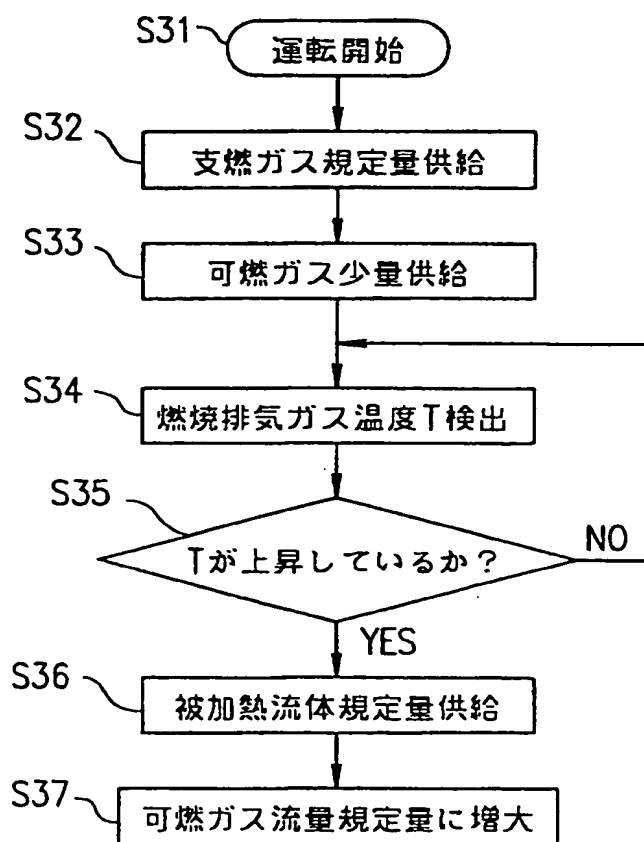 S31
運転開始
S32
支燃ガス規定量供給
S33
可燃ガス少量供給
S34
燃焼排気ガス温度T検出
S35
Tが上昇しているか？
NO
YES
S36
被加熱流体規定量供給
S37
可燃ガス流量規定量に増大